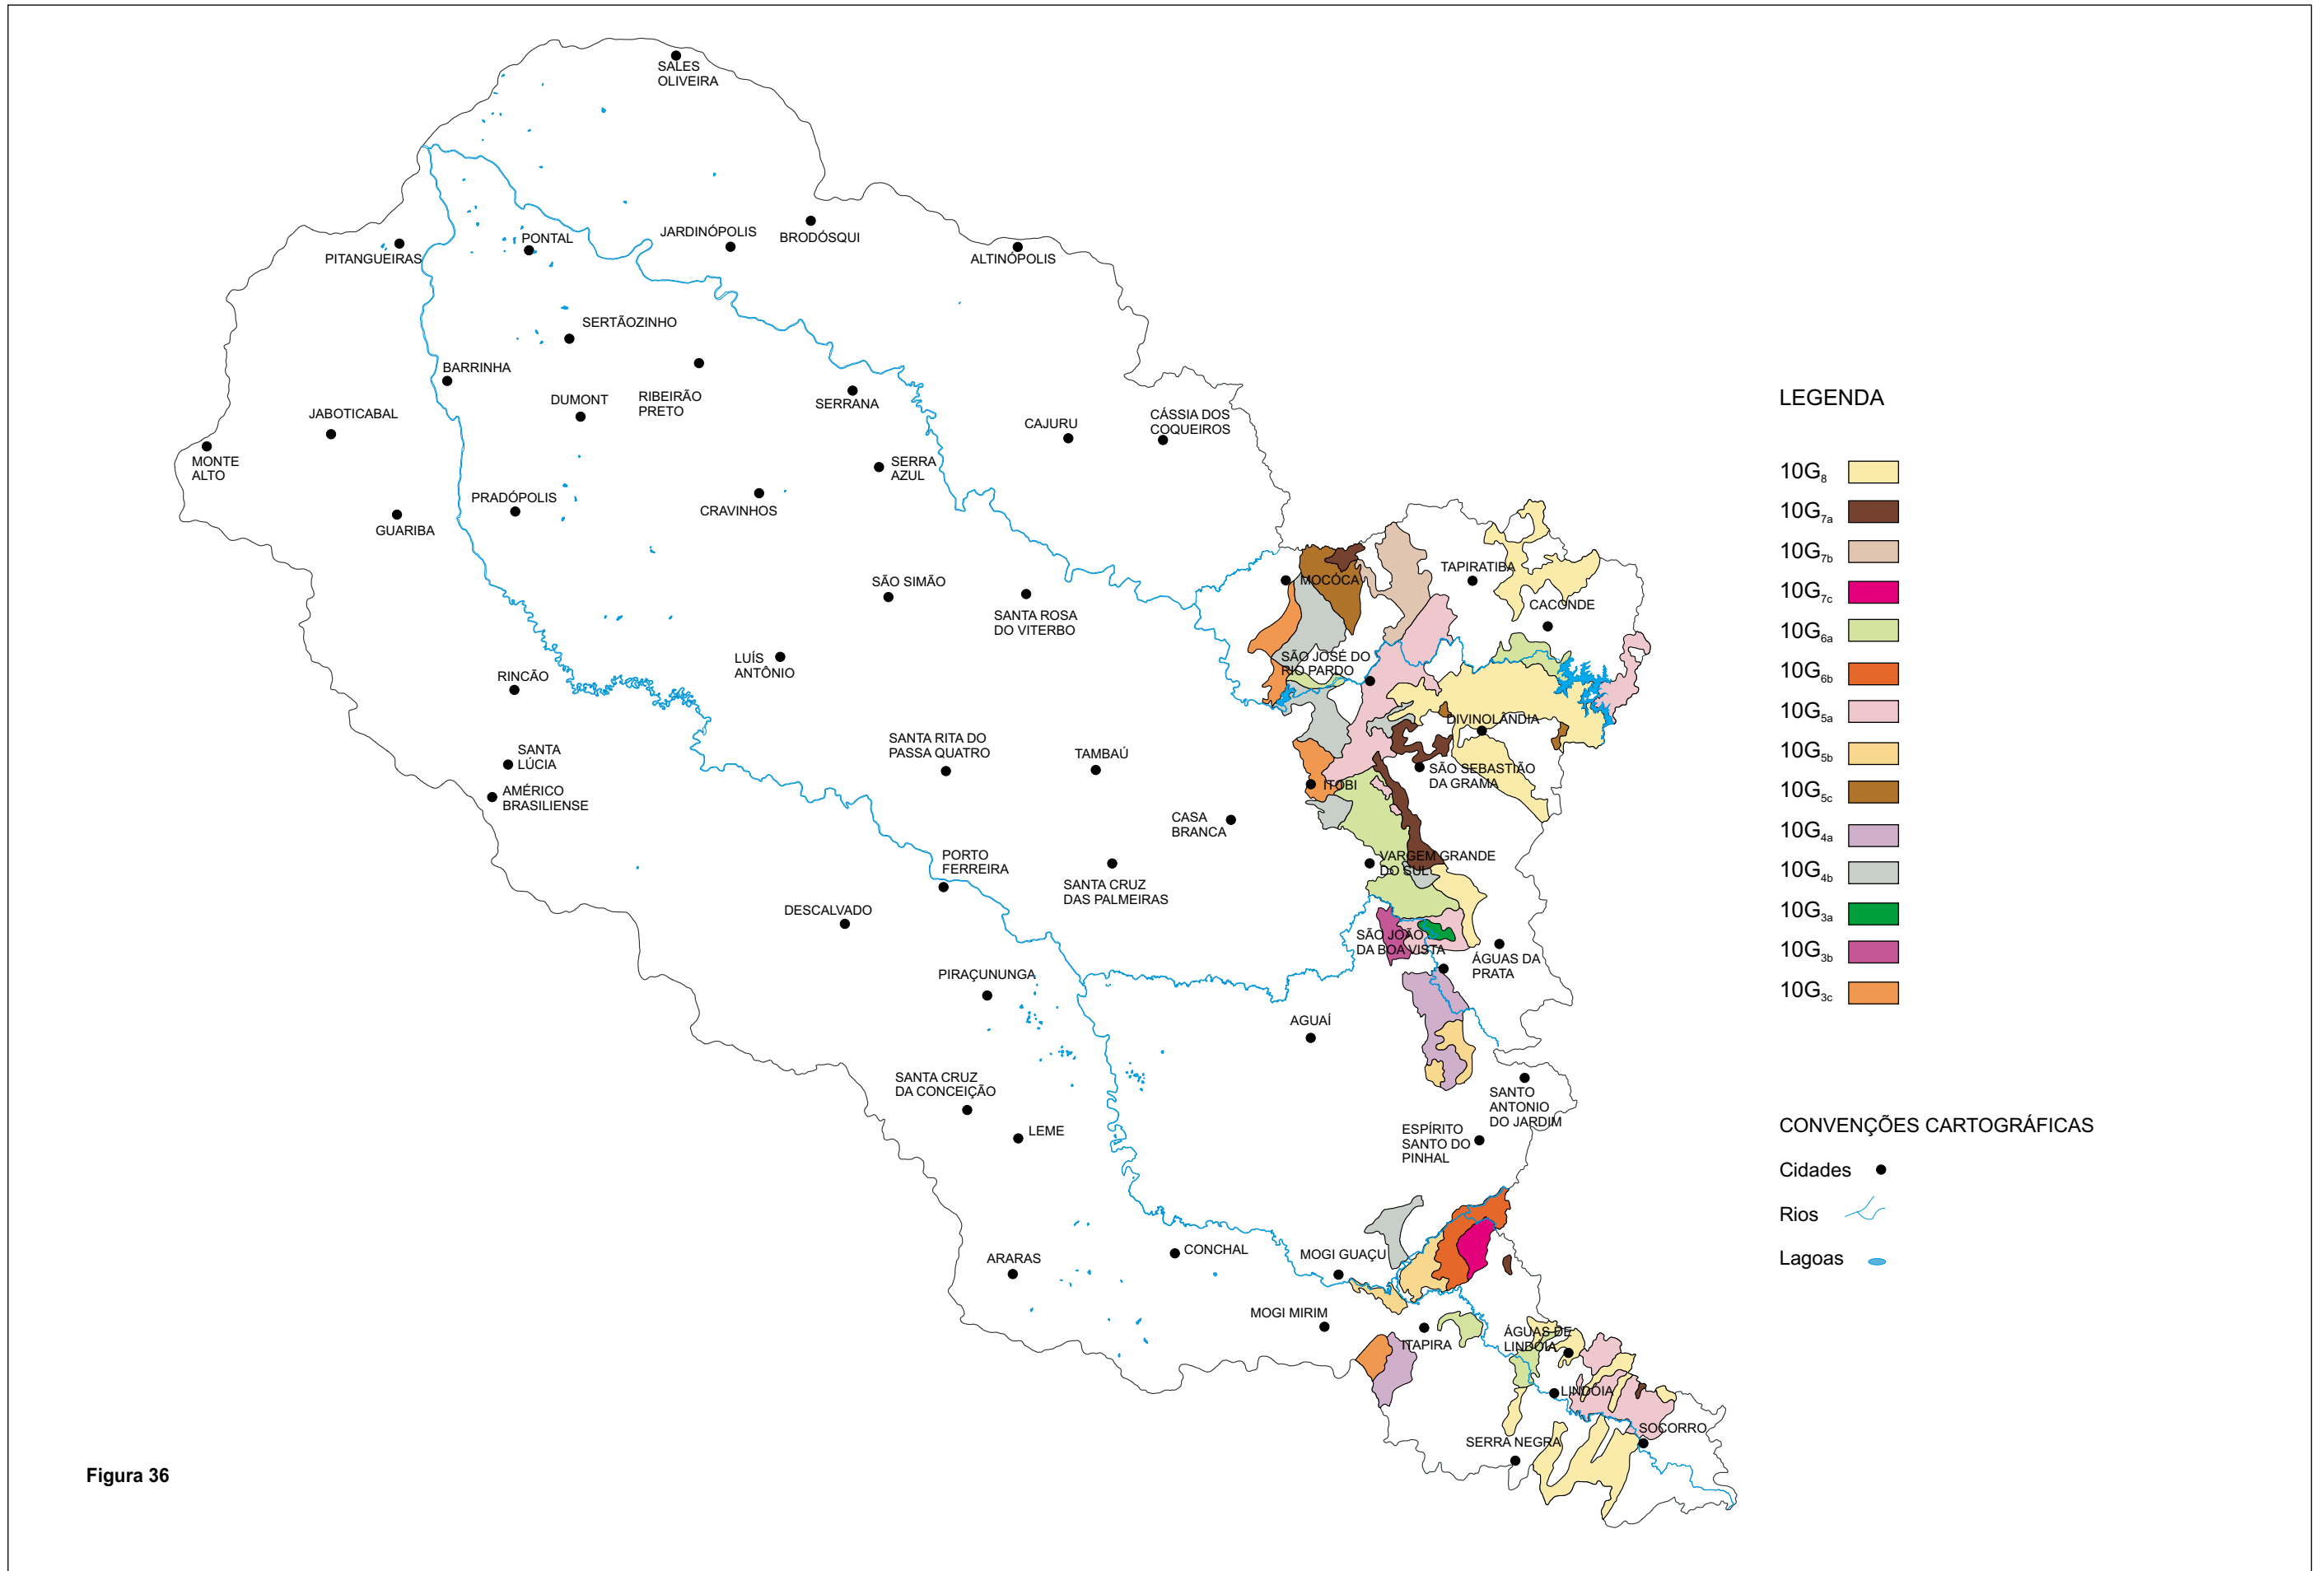 SALES
OLIVEIRA
PITANGUEIRAS
PONTAL
JARDINÓPOLIS
BRODÓSQUI
ALTINÓPOLIS
SERTÃOZINHO
BARRINHA
DUMONT
RIBEIRÃO
PRETO
SERRANA
JABOTICABAL
CAJURU
CÁSSIA DOS
COQUEIROS
MONTE
ALTO
SERRA
AZUL
PRADÓPOLIS
CRAVINHOS
GUARIBA
SÃO SIMÃO
SANTA ROSA
DO VITERBO
MOCÓCA
TAPIRATIBA
CACONDE
LUÍS
ANTÔNIO
SÃO JOSÉ DO
RIO PARDO
RINCÃO
DIVINOLÂNDIA
SANTA RITA DO
PASSA QUATRO
TAMBAÚ
SANTA
LÚCIA
SÃO SEBASTIÃO
DA GRAMA
ITOBI
AMÉRICO
BRASILIENSE
CASA
BRANCA
PORTO
FERREIRA
VARGEM GRANDE
DO SUL
SANTA CRUZ
DAS PALMEIRAS
DESCALVADO
SÃO JOÃO
DA BOA VISTA
ÁGUAS DA
PRATA
PIRAÇUNUNGA
AGUAÍ
SANTA CRUZ
DA CONCEIÇÃO
SANTO
ANTONIO
DO JARDIM
LEME
ESPÍRITO
SANTO DO
PINHAL
CONCHAL
MOGI GUAÇU
ARARAS
MOGI MIRIM
ITAPIRA
ÁGUAS DE
LINDÓIA
LINDÓIA
SOCORRO
SERRA NEGRA
LEGENDA
10G8
10G7a
10G7b
10G7c
10G6a
10G6b
10G5a
10G5b
10G5c
10G4a
10G4b
10G3a
10G3b
10G3c
CONVENÇÕES CARTOGRÁFICAS
Cidades
Rios
Lagoas
Figura 36